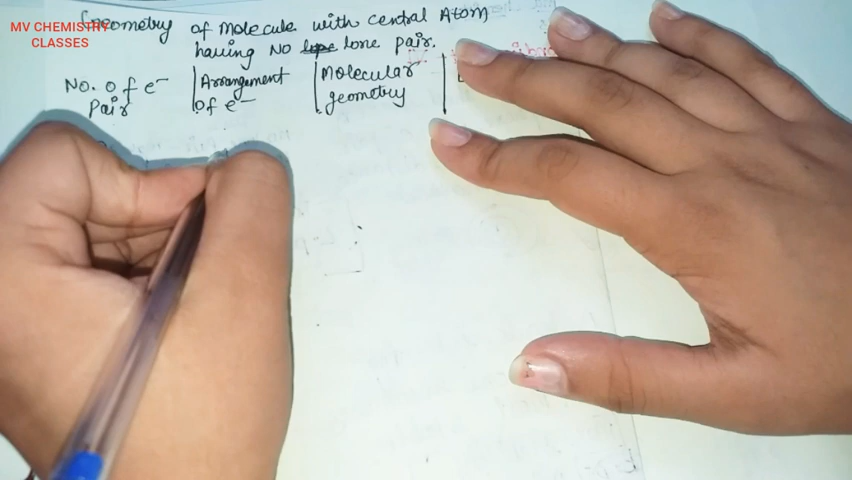 MV CHEMISTRY
CLASSES
Geometry of Molecule with central Atom
having NO lone pair.
No. of e⁻ | Arrangement | Molecular |
Pair | of e⁻ | geometry |